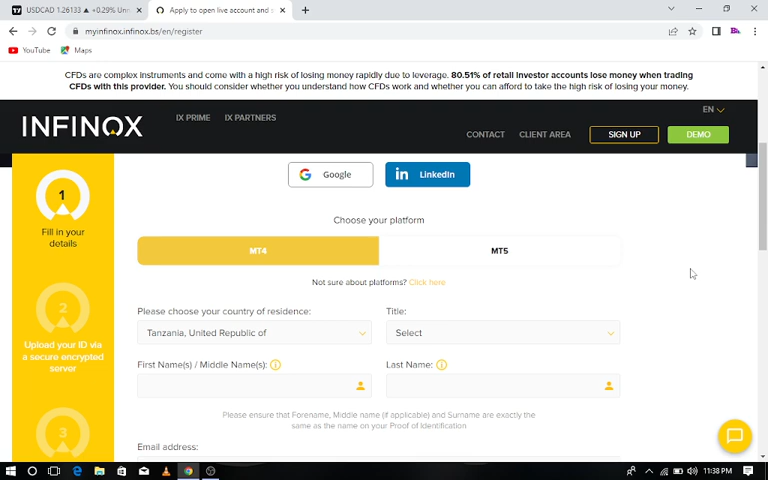 USDCAD 1.26133 ▲ +0.29% Unn
Apply to open live account and s
myinfinox.infinox.bs/en/register
YouTube
Maps
CFDs are complex instruments and come with a high risk of losing money rapidly due to leverage. 80.51% of retail investor accounts lose money when trading
CFDs with this provider. You should consider whether you understand how CFDs work and whether you can afford to take the high risk of losing your money.
EN
INFINOX
IX PRIME
IX PARTNERS
CONTACT
CLIENT AREA
SIGN UP
DEMO
Google
in LinkedIn
1
Fill in your
details
2
Upload your ID via
a secure encrypted
server
3
Choose your platform
MT4
MT5
Not sure about platforms? Click here
Please choose your country of residence:
Title:
Tanzania, United Republic of
Select
First Name(s) / Middle Name(s):
Last Name:
Please ensure that Forename, Middle name (if applicable) and Surname are exactly the
same as the name on your Proof of Identification
Email address:
11:38 PM